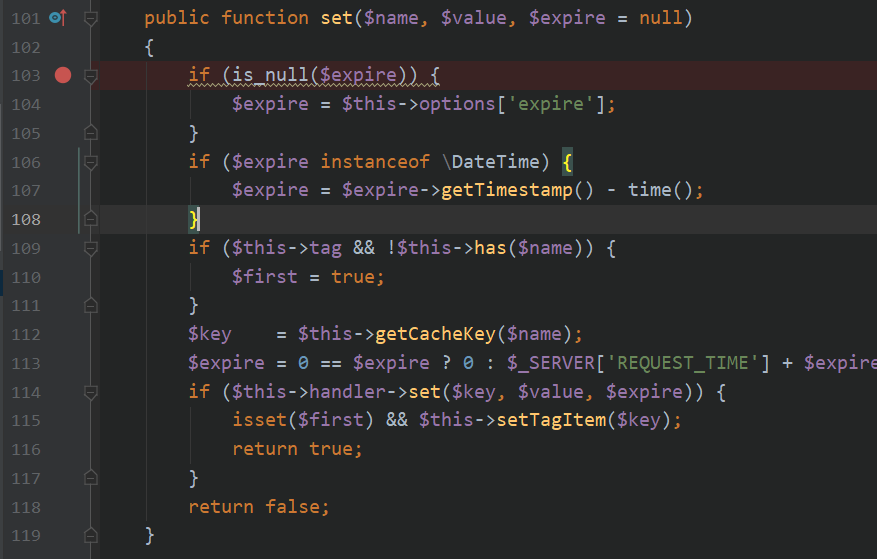 101 public function set($name, $value, $expire = null)
102 {
103 if (is_null($expire)) {
104 $expire = $this->options['expire'];
105 }
106 if ($expire instanceof \DateTime) {
107 $expire = $expire->getTimestamp() - time();
108 }
109 if ($this->tag && !$this->has($name)) {
110 $first = true;
111 }
112 $key    = $this->getCacheKey($name);
113 $expire = 0 == $expire ? 0 : $_SERVER['REQUEST_TIME'] + $expire
114 if ($this->handler->set($key, $value, $expire)) {
115 isset($first) && $this->setTagItem($key);
116 return true;
117 }
118 return false;
119 }